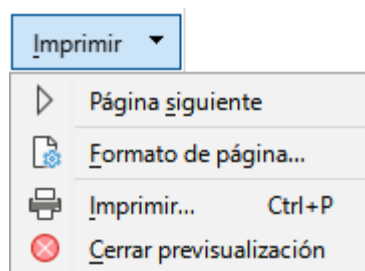 Imprimir
Página siguiente
Formato de página...
Imprimir... Ctrl+P
Cerrar previsualización